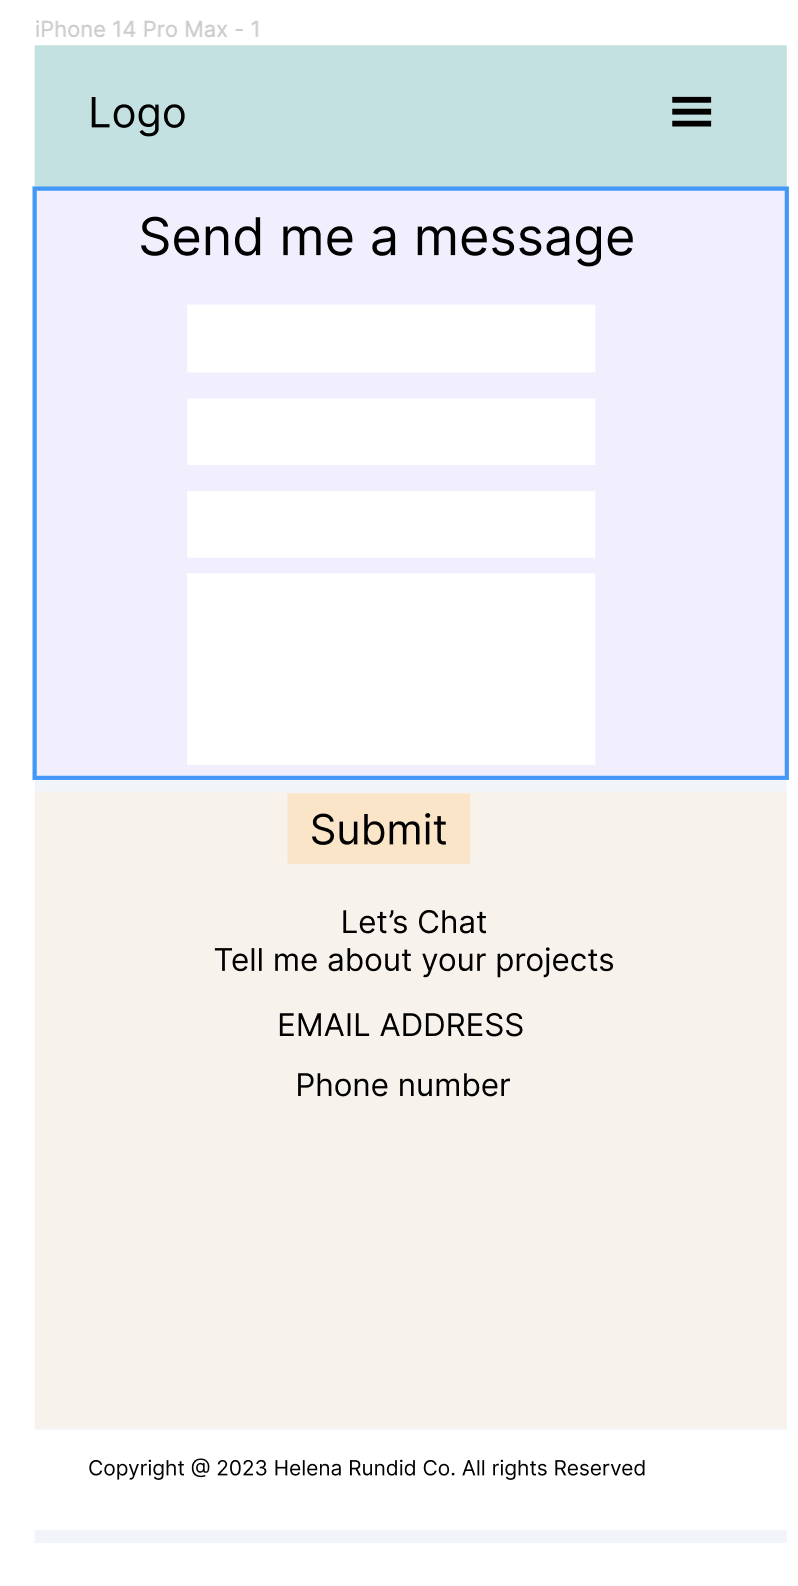 iPhone 14 Pro Max - 1
Logo
Send me a message
Submit
Let’s Chat
Tell me about your projects
EMAIL ADDRESS
Phone number
Copyright @ 2023 Helena Rundid Co. All rights Reserved